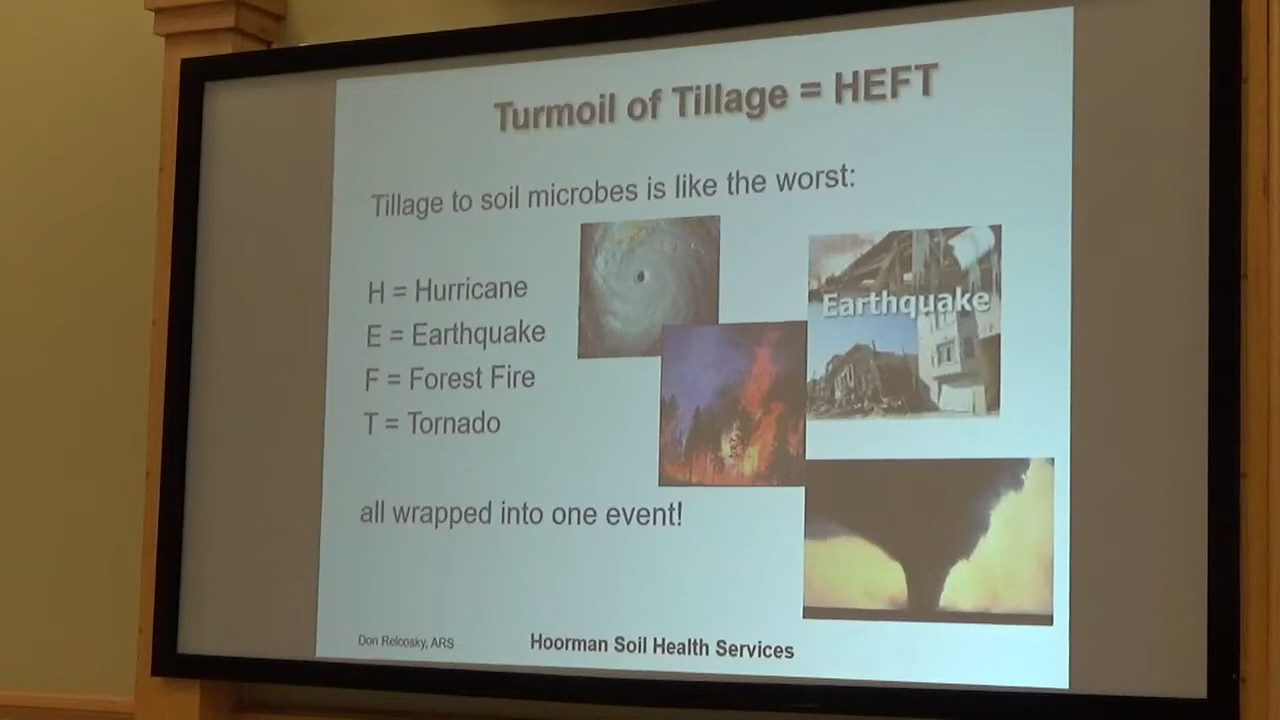 Turmoil of Tillage = HEFT
Tillage to soil microbes is like the worst:
H = Hurricane
E = Earthquake
F = Forest Fire
T = Tornado
Earthquake
all wrapped into one event!
Don Reicosky, ARS
Hoorman Soil Health Services